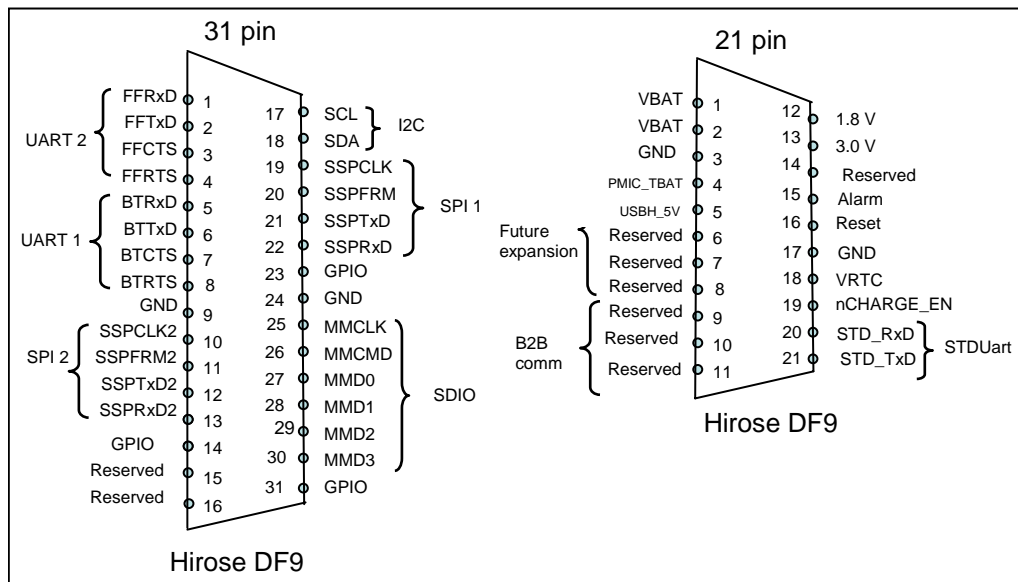 31 pin
FFRxD 1
FFTxD 2
FFCTS 3
FFRTS 4
UART 2
BTRxD 5
BTTxD 6
BTCTS 7
BTRTS 8
UART 1
GND 9
SSPCLK2 10
SSPFRM2 11
SSPTxD2 12
SSPRxD2 13
SPI 2
GPIO 14
Reserved 15
Reserved 16
17 SCL
18 SDA
I2C
19 SSPCLK
20 SSPFRM
21 SSPTxD
22 SSPRxD
SPI 1
23 GPIO
24 GND
25 MMCLK
26 MMCMD
27 MMD0
28 MMD1
29 MMD2
30 MMD3
SDIO
31 GPIO
Hirose DF9
21 pin
VBAT 1
VBAT 2
GND 3
PMIC_TBAT 4
USBH_5V 5
Reserved 6
Reserved 7
Reserved 8
Future
expansion
Reserved 9
Reserved 10
Reserved 11
B2B
comm
12 1.8 V
13 3.0 V
14 Reserved
15 Alarm
16 Reset
17 GND
18 VRTC
19 nCHARGE_EN
20 STD_RxD
21 STD_TxD
STDUart
Hirose DF9